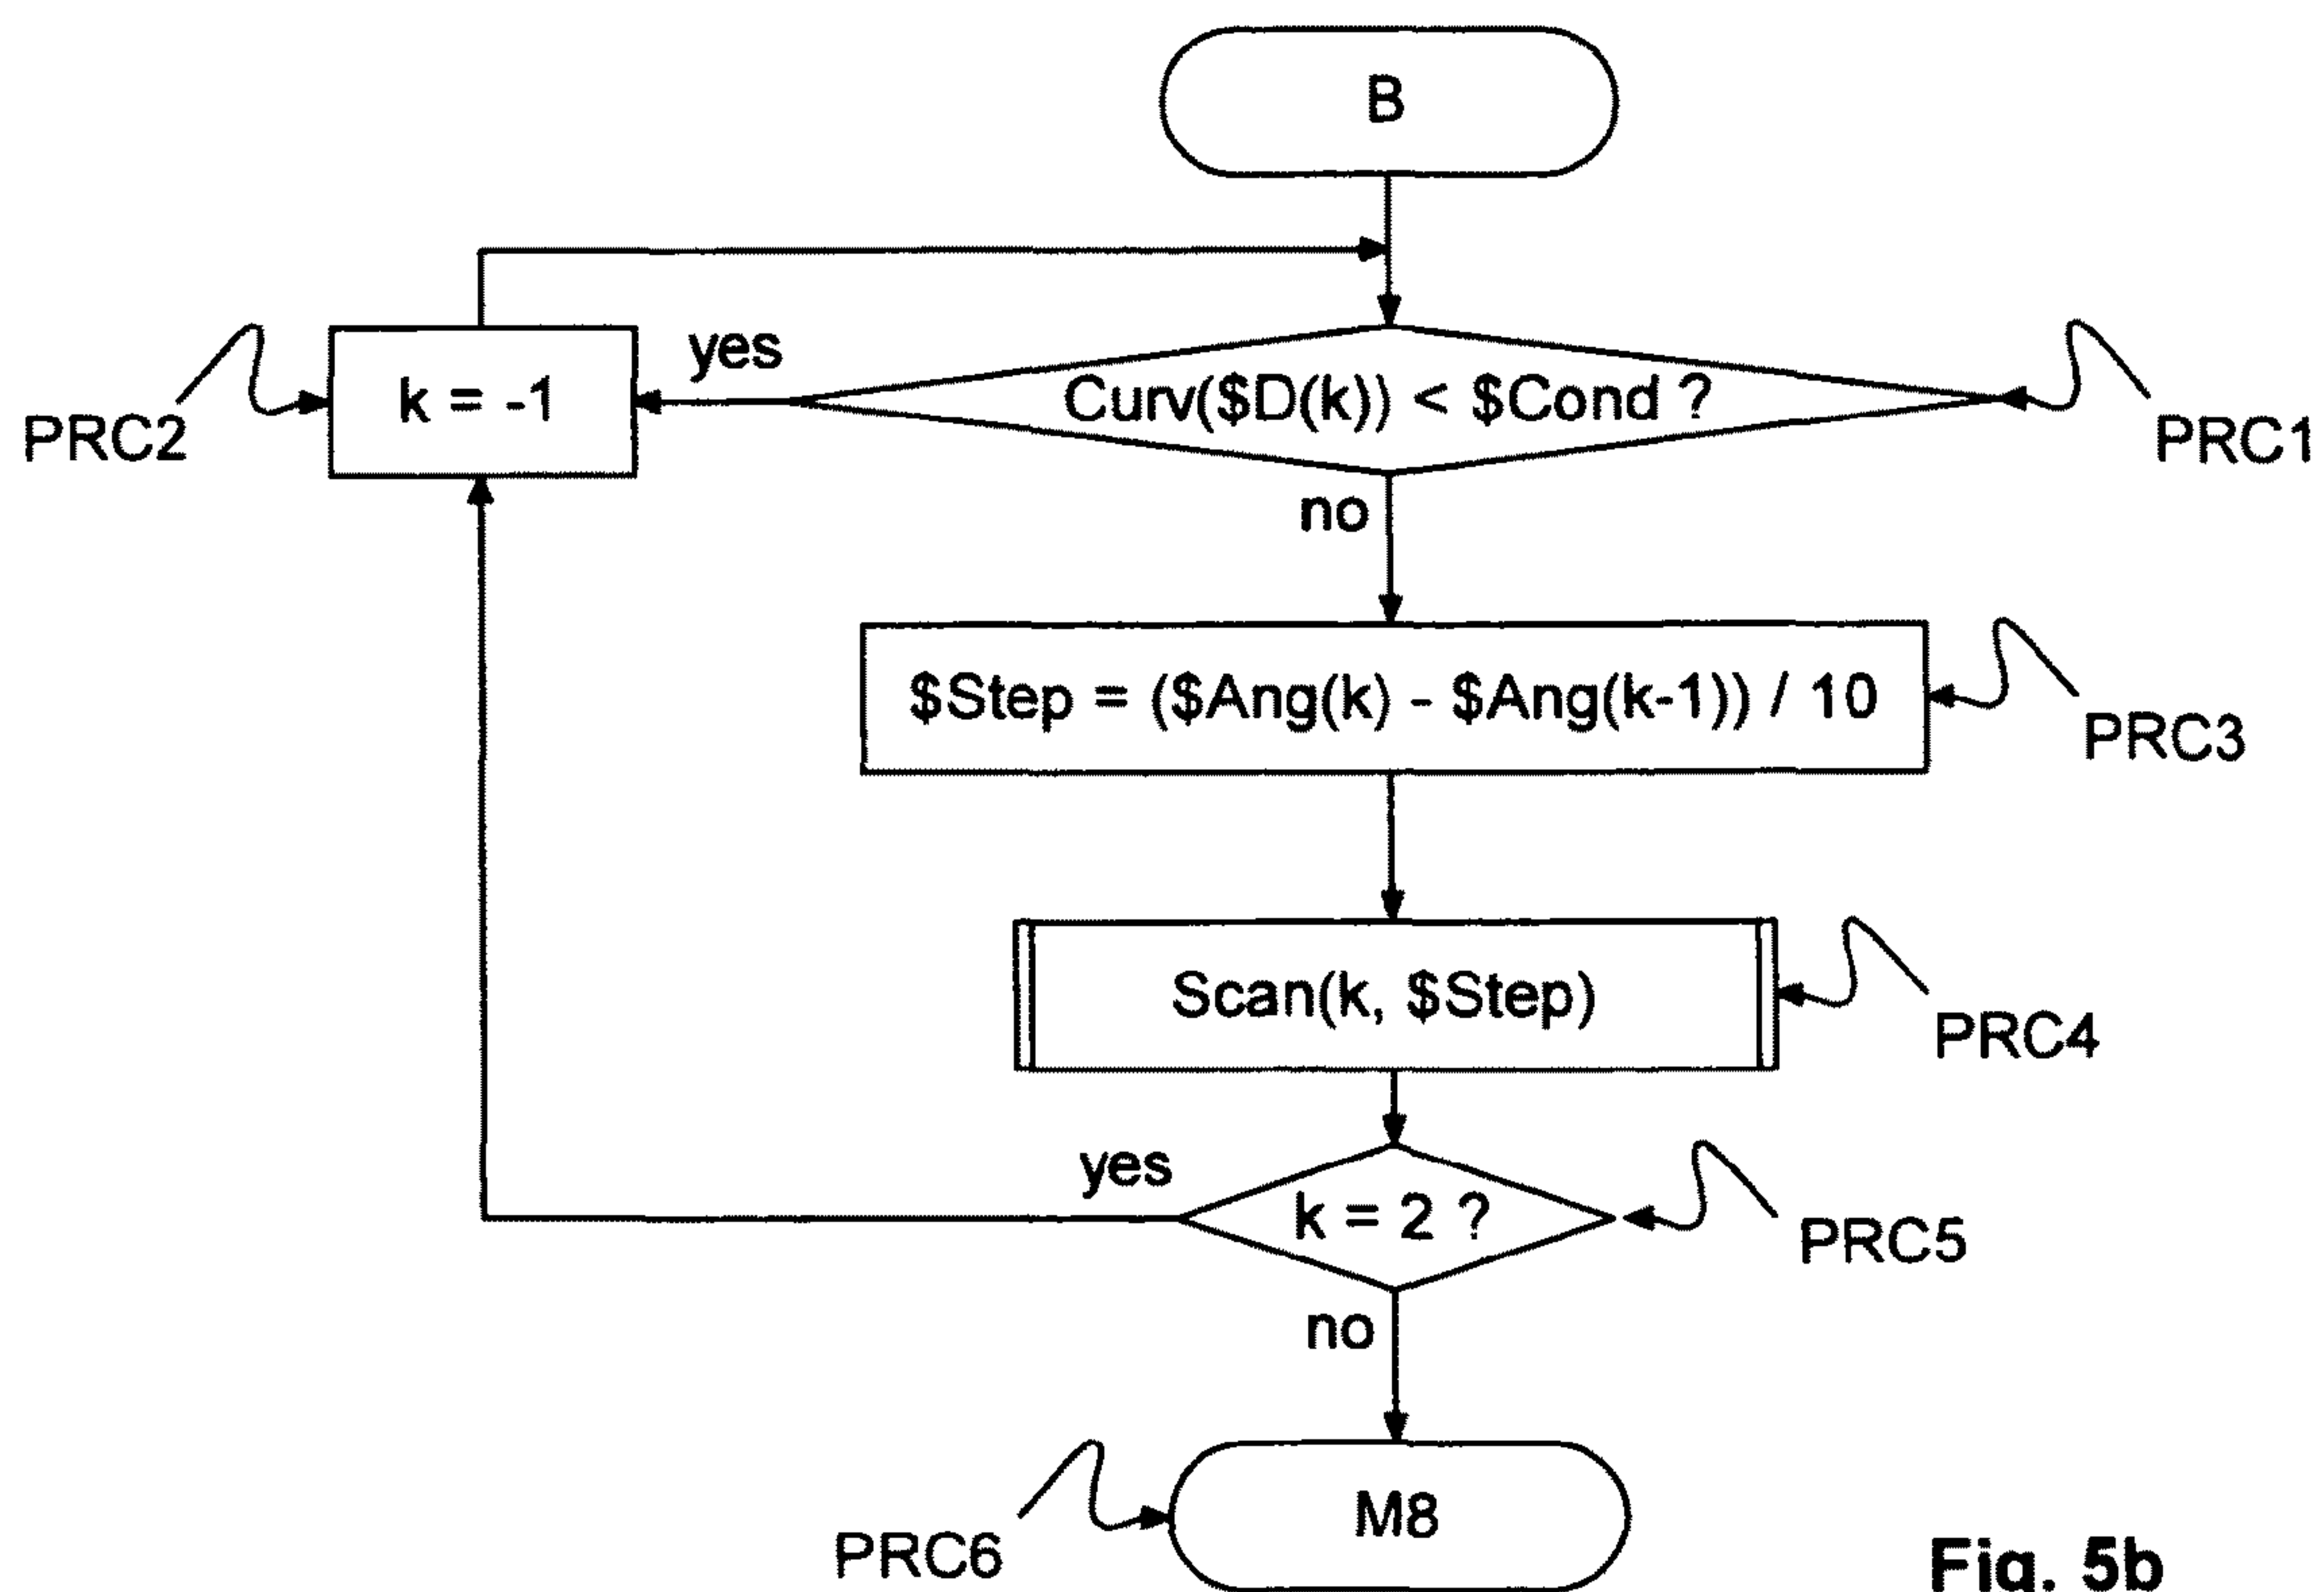 B
yes
k = -1
Curv($D(k)) < $Cond ?
PRC2
PRC1
no
$Step = ($Ang(k) - $Ang(k-1)) / 10
PRC3
Scan(k, $Step)
PRC4
yes
k = 2 ?
PRC5
no
M8
PRC6
Fig. 5b